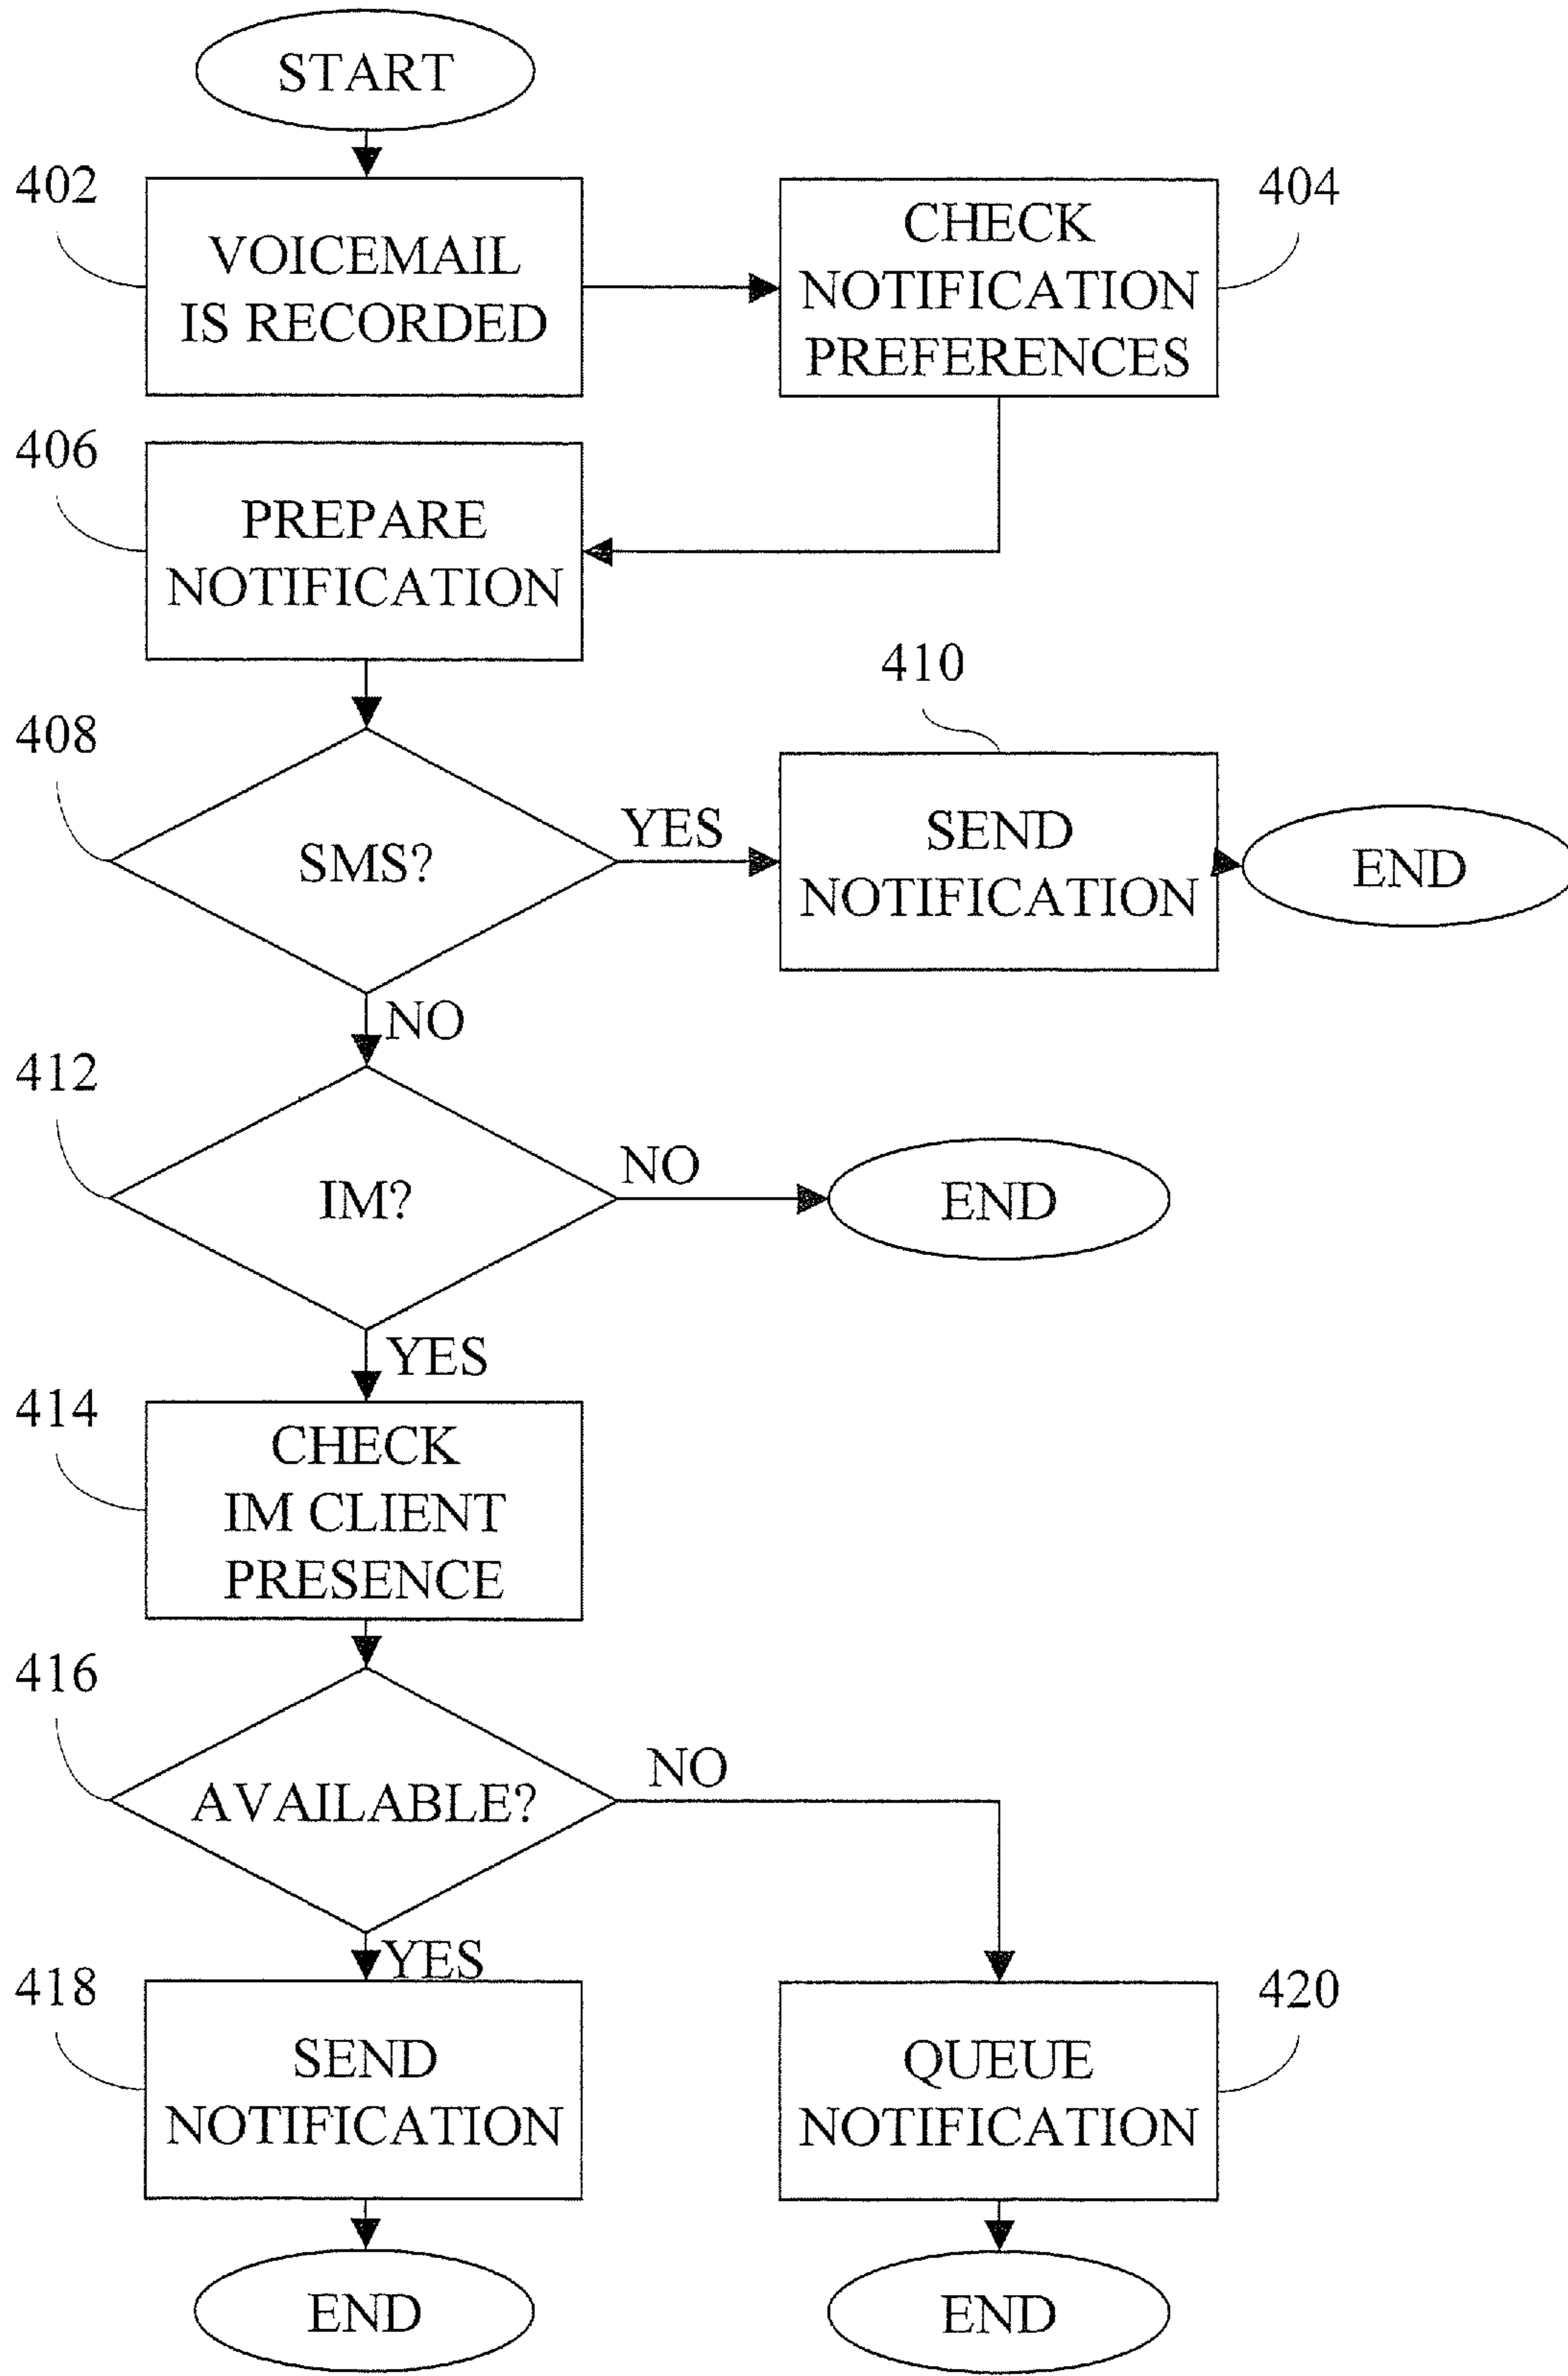 START
402
VOICEMAIL
IS RECORDED
404
CHECK
NOTIFICATION
PREFERENCES
406
PREPARE
NOTIFICATION
408
SMS?
YES
410
SEND
NOTIFICATION
END
NO
412
IM?
NO
END
YES
414
CHECK
IM CLIENT
PRESENCE
416
AVAILABLE?
NO
YES
418
SEND
NOTIFICATION
420
QUEUE
NOTIFICATION
END
END